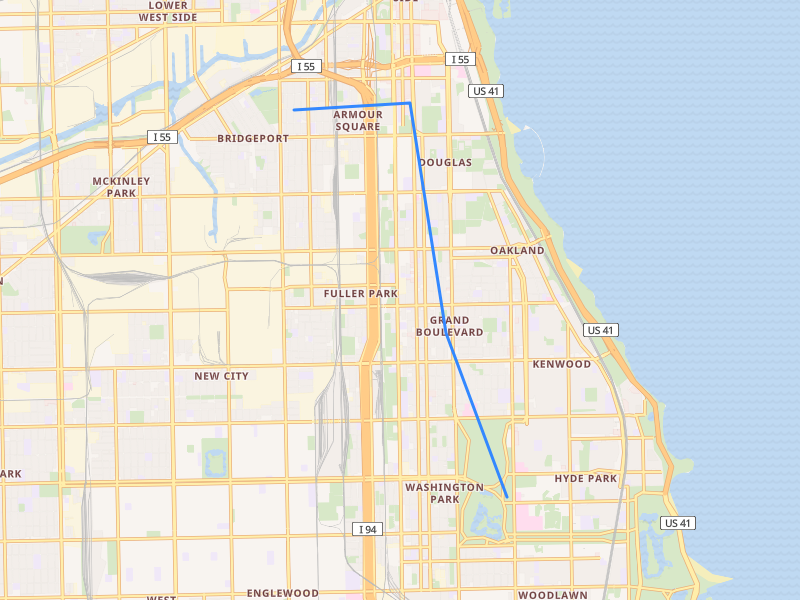 LOWER
WEST SIDE
I 55
I 55
US 41
ARMOUR
SQUARE
I 55
BRIDGEPORT
DOUGLAS
MCKINLEY
PARK
OAKLAND
FULLER PARK
GRAND
BOULEVARD
US 41
NEW CITY
KENWOOD
ARK
HYDE PARK
WASHINGTON
PARK
US 41
I 94
ENGLEWOOD
WOODLAWN
WEST